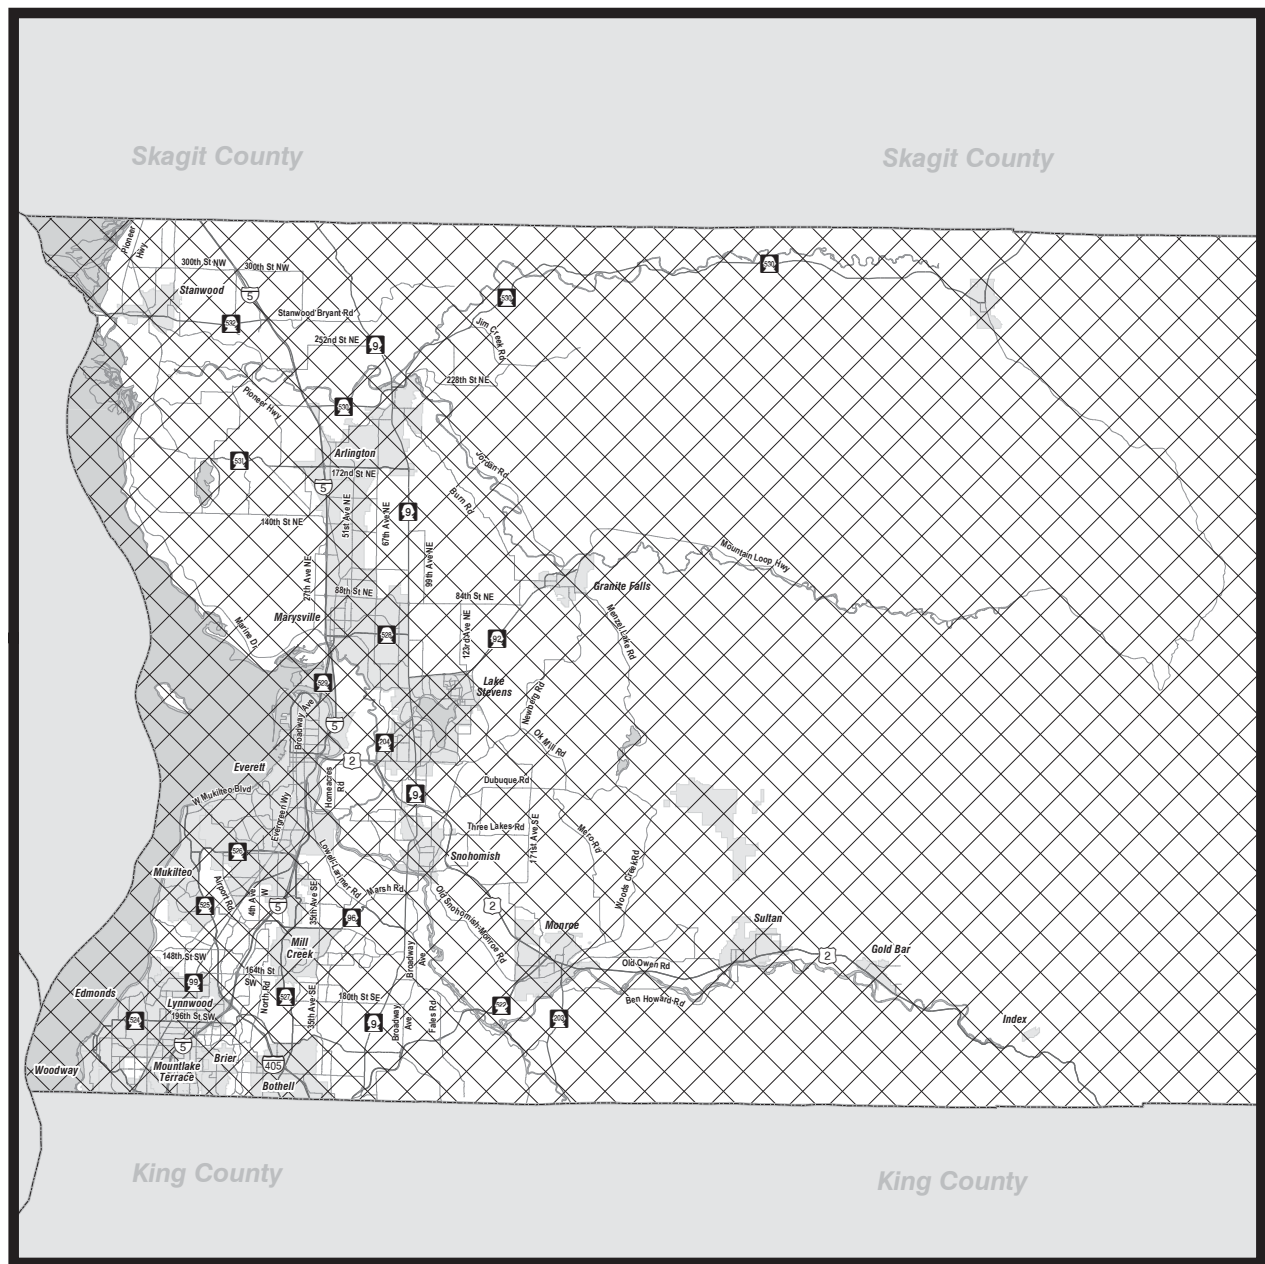 Skagit County
Skagit County
Pioneer
Hwy
300th St NW
300th St NW
Stanwood
5
530
530
532
Stanwood Bryant Rd
Jim Creek Rd
252nd St NE
9
228th St NE
Pioneer Hwy
530
Arlington
531
172nd St NE
Jordan Rd
5
Burn Rd
51st Ave NE
67th Ave NE
9
140th St NE
99th Ave NE
27th Ave NE
Mountain Loop Hwy
Granite Falls
88th St NE
84th St NE
Marysville
Marine Dr
528
123rd Ave NE
92
Menzel Lake Rd
529
Lake
Stevens
Newberg Rd
Broadway Ave
5
204
Ok Mill Rd
2
Everett
Homeacres
Rd
Dubuque Rd
W Mukilteo Blvd
9
Evergreen Wy
Three Lakes Rd
171st Ave SE
Mero Rd
526
Lowell-Larimer Rd
Snohomish
Mukilteo
Woods Creek Rd
Airport Rd
4th Ave
W
35th Ave SE
Marsh Rd
Old Snohomish-Monroe Rd
525
5
96
2
Monroe
Sultan
Mill
Creek
Broadway
Ave
2
Gold Bar
148th St SW
164th St
SW
Old Owen Rd
99
Edmonds
North Rd
527
35th Ave SE
180th St SE
Ben Howard Rd
Lynnwood
522
Broadway
Ave
Fales Rd
524
196th St SW
9
203
Index
5
Brier
405
Mountlake
Terrace
Woodway
Bothell
King County
King County